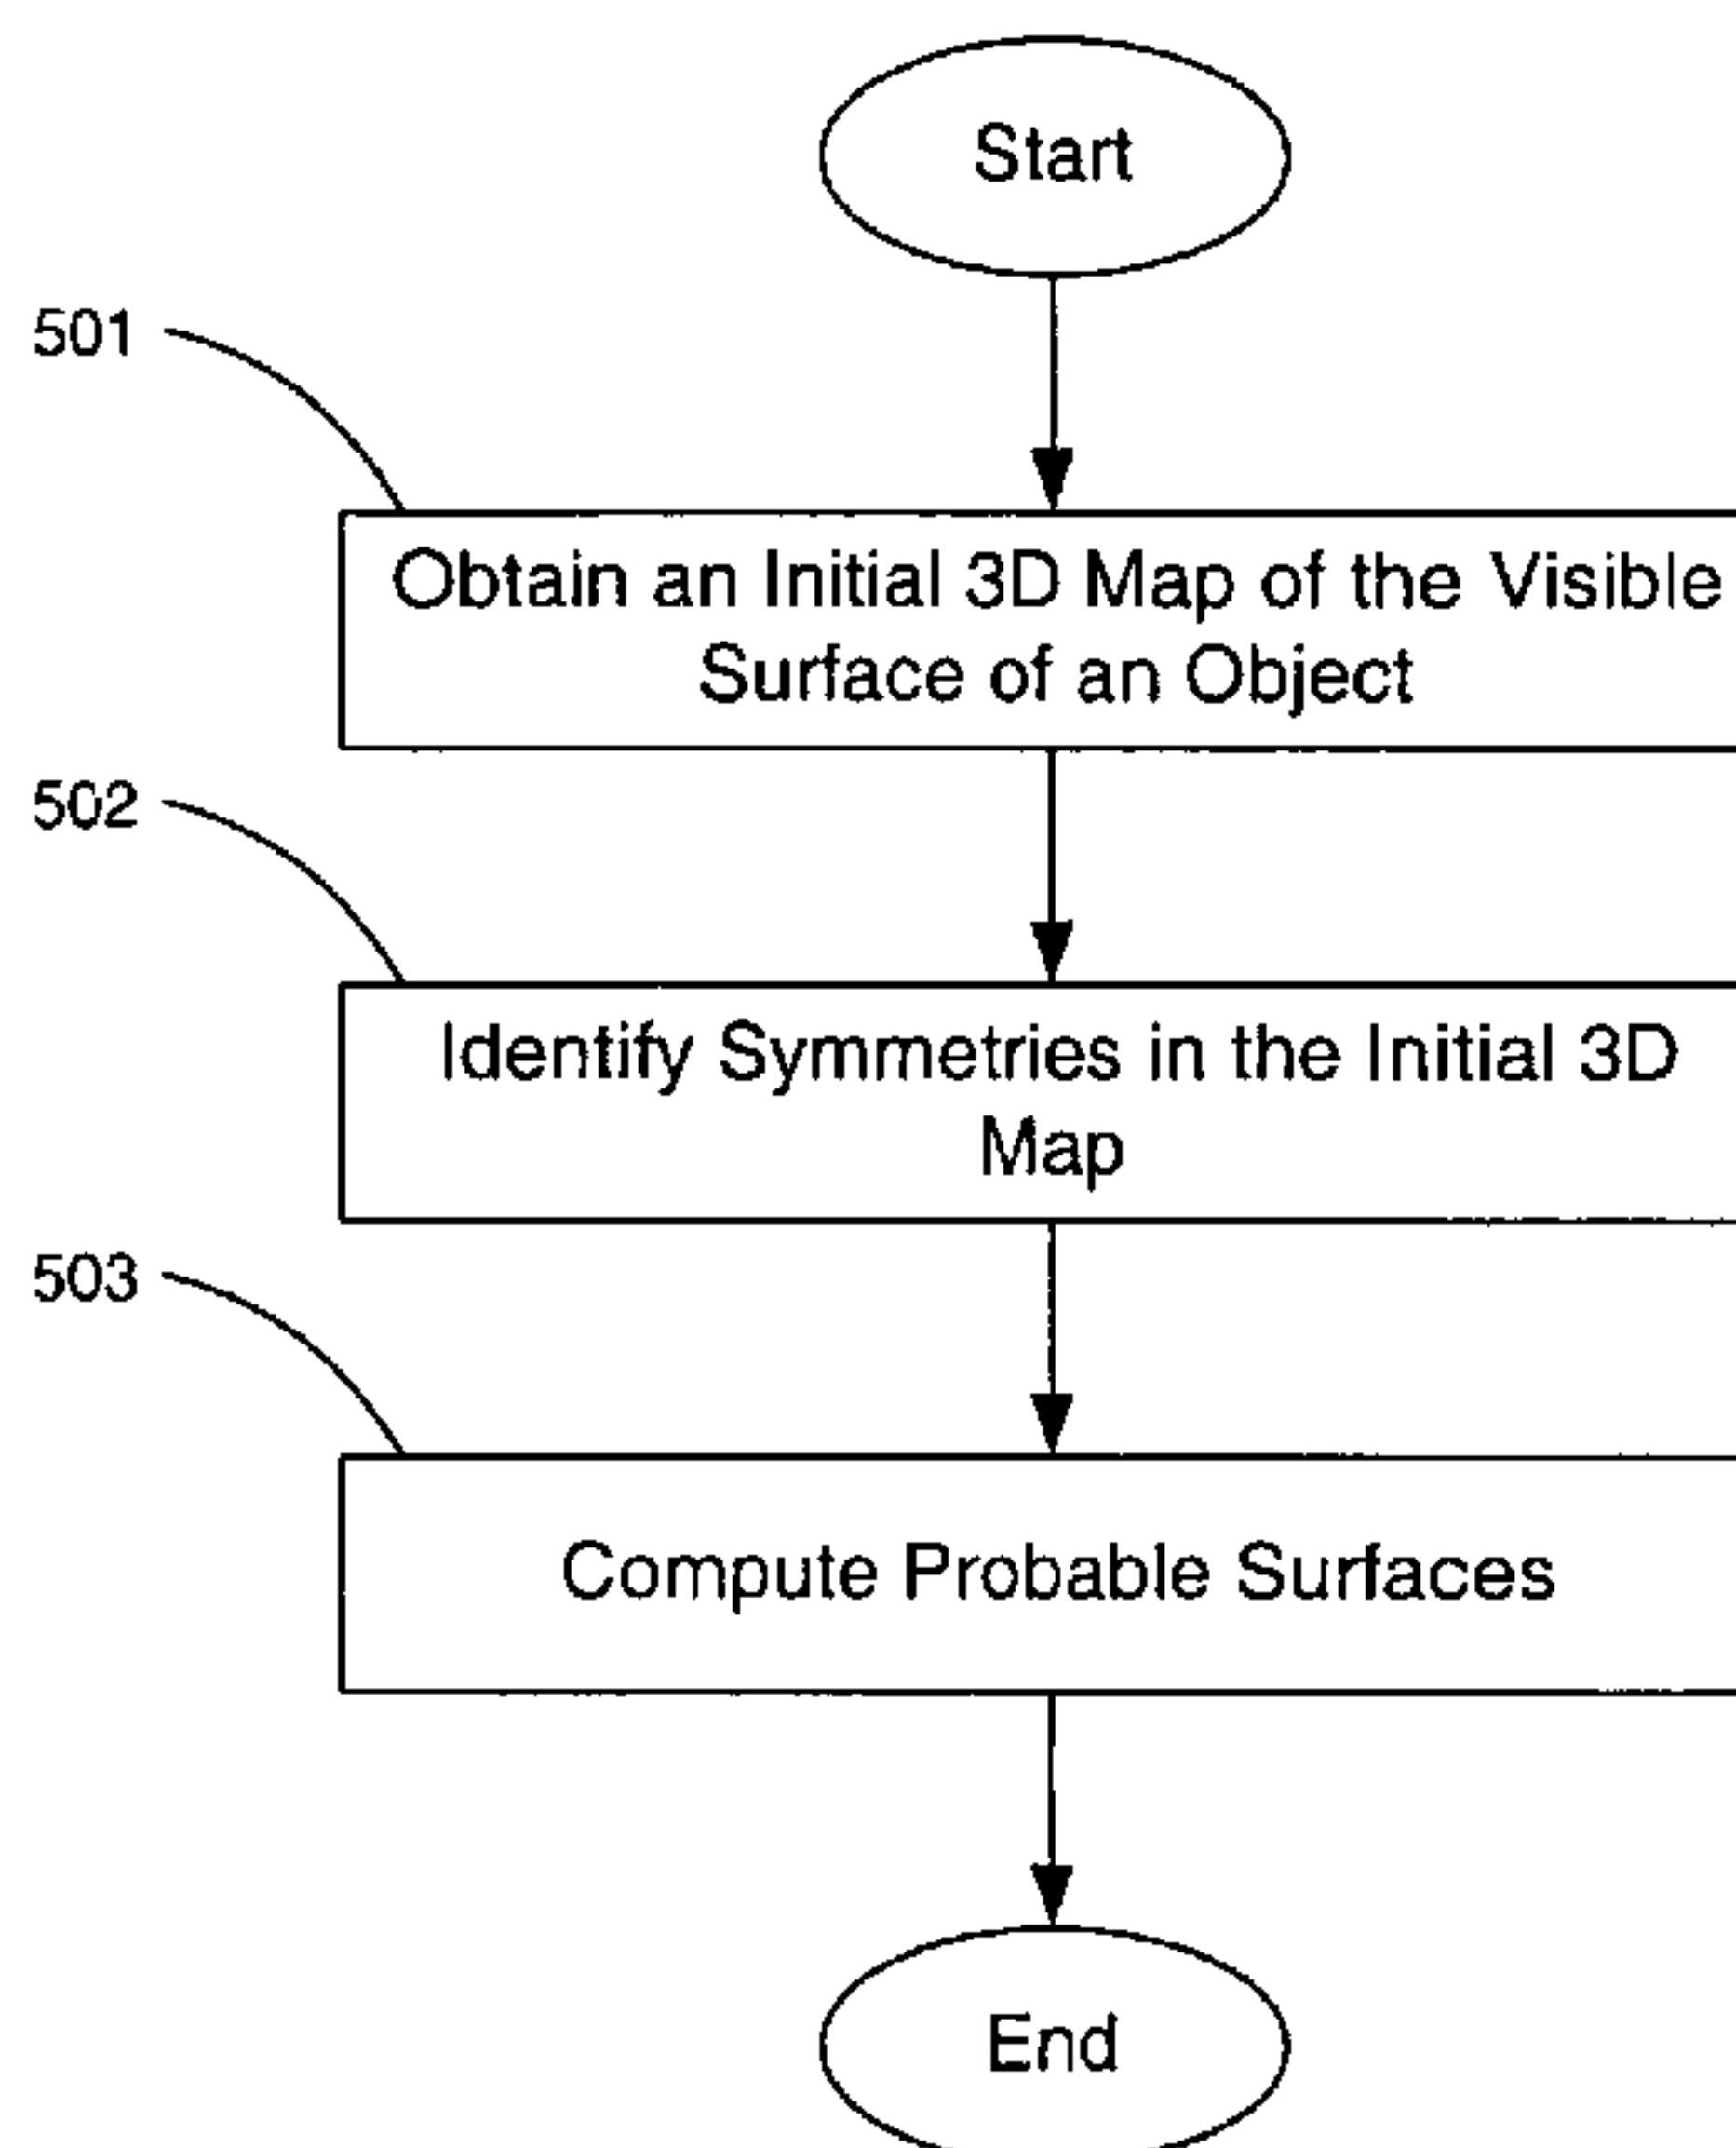 Start
501
Obtain an Initial 3D Map of the Visible
Surface of an Object
502
Identify Symmetries in the Initial 3D
Map
503
Compute Probable Surfaces
End